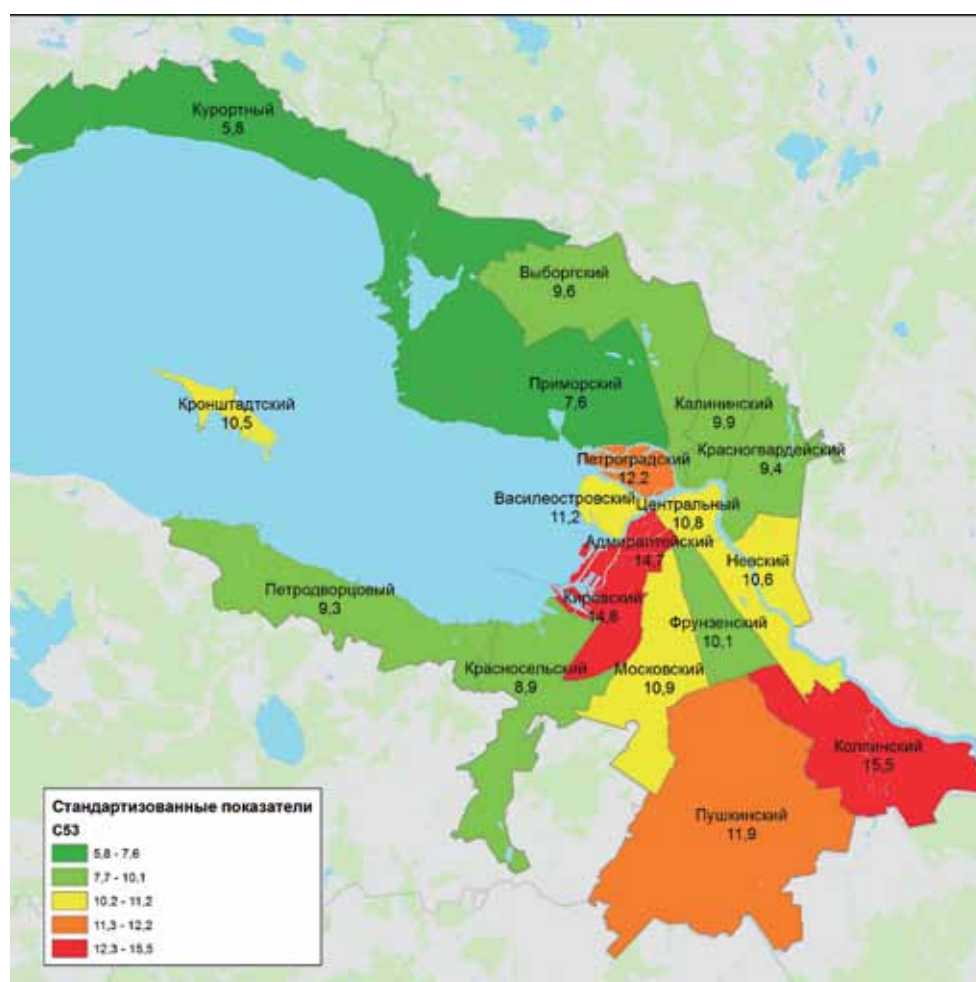 Курортный
5,8
Выборгский
9,6
Приморский
7,6
Калининский
9,9
Кронштадтский
10,5
Красногвардейский
9,4
Петроградский
12,2
Василеостровский
11,2
Центральный
10,8
Адмиралтейский
14,7
Невский
10,6
Петродворцовый
9,3
Кировский
14,6
Фрунзенский
10,1
Красносельский
8,9
Московский
10,9
Колпинский
15,5
Пушкинский
11,9
Стандартизованные показатели
C53
5,8 - 7,6
7,7 - 10,1
10,2 - 11,2
11,3 - 12,2
12,3 - 15,5